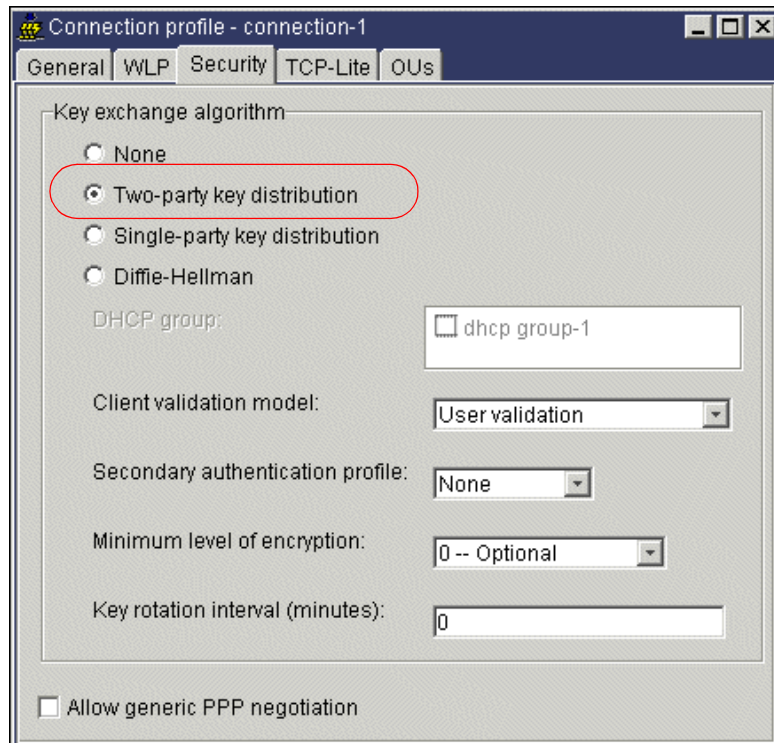 Connection profile - connection-1
General WLP Security TCP-Lite OUs
Key exchange algorithm
None
Two-party key distribution
Single-party key distribution
Diffie-Hellman
DHCP group: dhcp group-1
Client validation model: User validation
Secondary authentication profile: None
Minimum level of encryption: 0 -- Optional
Key rotation interval (minutes): 0
Allow generic PPP negotiation